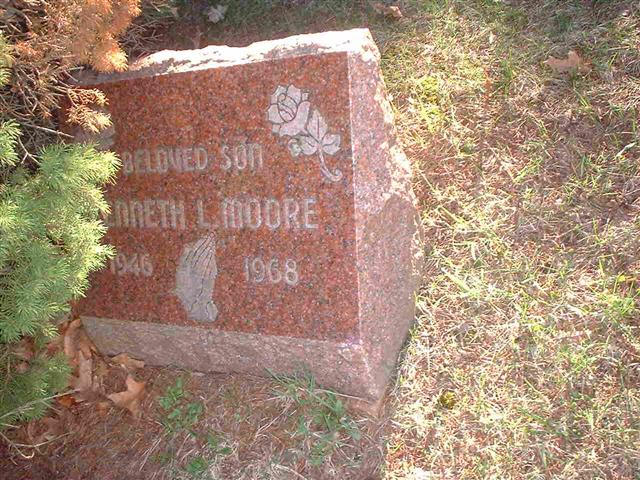 BELOVED SON
ENNETH L. MOORE
1946 1968